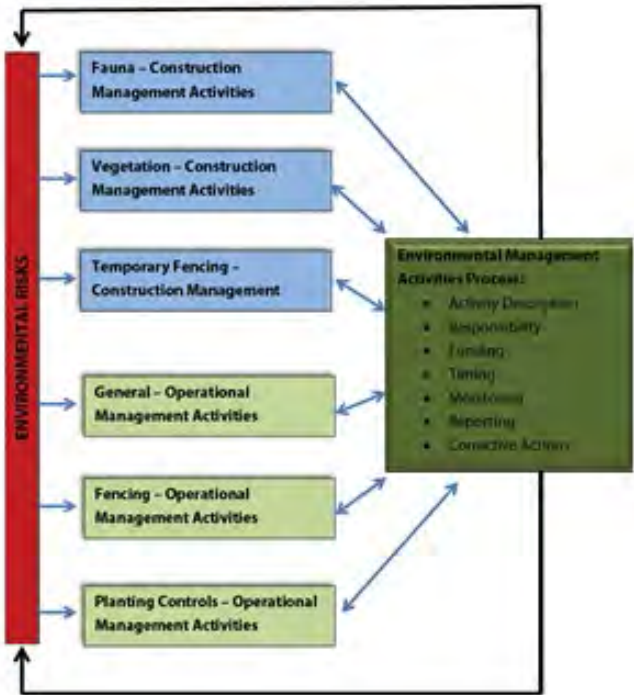 ENVIRONMENTAL RISKS
Fauna – Construction
Management Activities
Vegetation – Construction
Management Activities
Temporary Fencing –
Construction Management
General – Operational
Management Activities
Fencing – Operational
Management Activities
Planting Controls – Operational
Management Activities
Environmental Management
Activities Process:
• Activity Description
• Responsibility
• Funding
• Timing
• Monitoring
• Reporting
• Corrective Actions